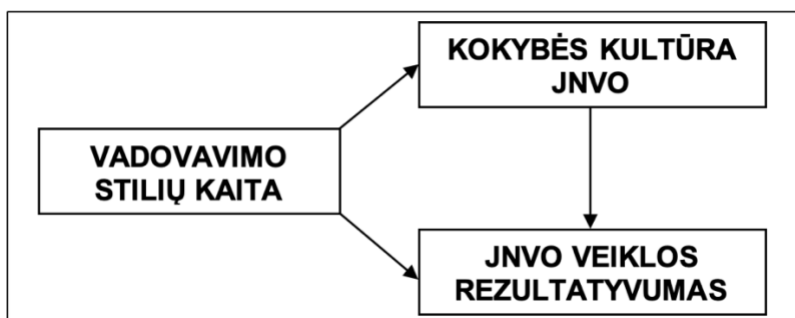 KOKYBĖS KULTŪRA
JNVO
VADOVAVIMO
STILIŲ KAITA
JNVO VEIKLOS
REZULTATYVUMAS